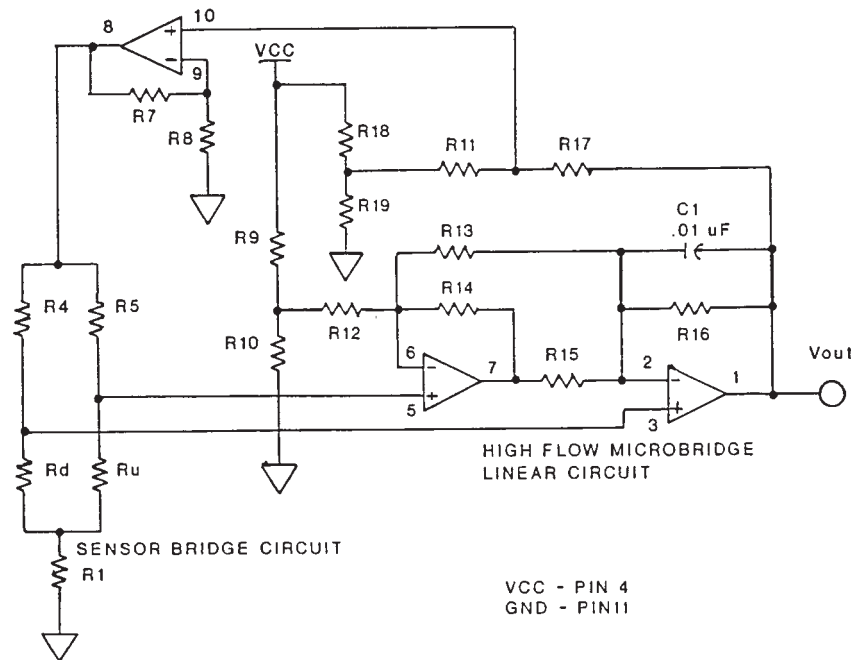 8
10
+
VCC
-
9
R7
R8
R18
R11
R17
R19
C1
.01 uF
R13
R9
R4
R5
R14
R12
R16
R10
Vout
6
-
7
R15
2
-
1
+
5
+
3
HIGH FLOW MICROBRIDGE
LINEAR CIRCUIT
Rd
Ru
SENSOR BRIDGE CIRCUIT
R1
VCC - PIN 4
GND - PIN11